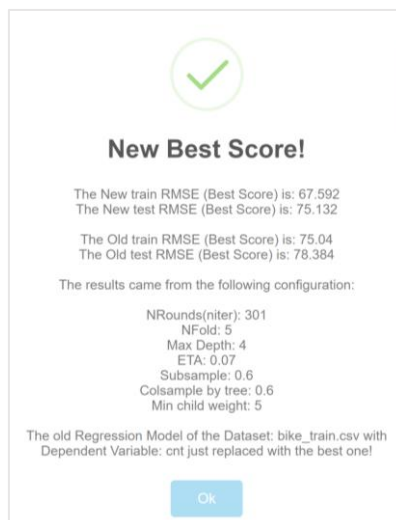 New Best Score!
The New train RMSE (Best Score) is: 67.592
The New test RMSE (Best Score) is: 75.132
The Old train RMSE (Best Score) is: 75.04
The Old test RMSE (Best Score) is: 78.384
The results came from the following configuration:
NRounds(niter): 301
NFold: 5
Max Depth: 4
ETA: 0.07
Subsample: 0.6
Colsample by tree: 0.6
Min child weight: 5
The old Regression Model of the Dataset: bike_train.csv with
Dependent Variable: cnt just replaced with the best one!
Ok